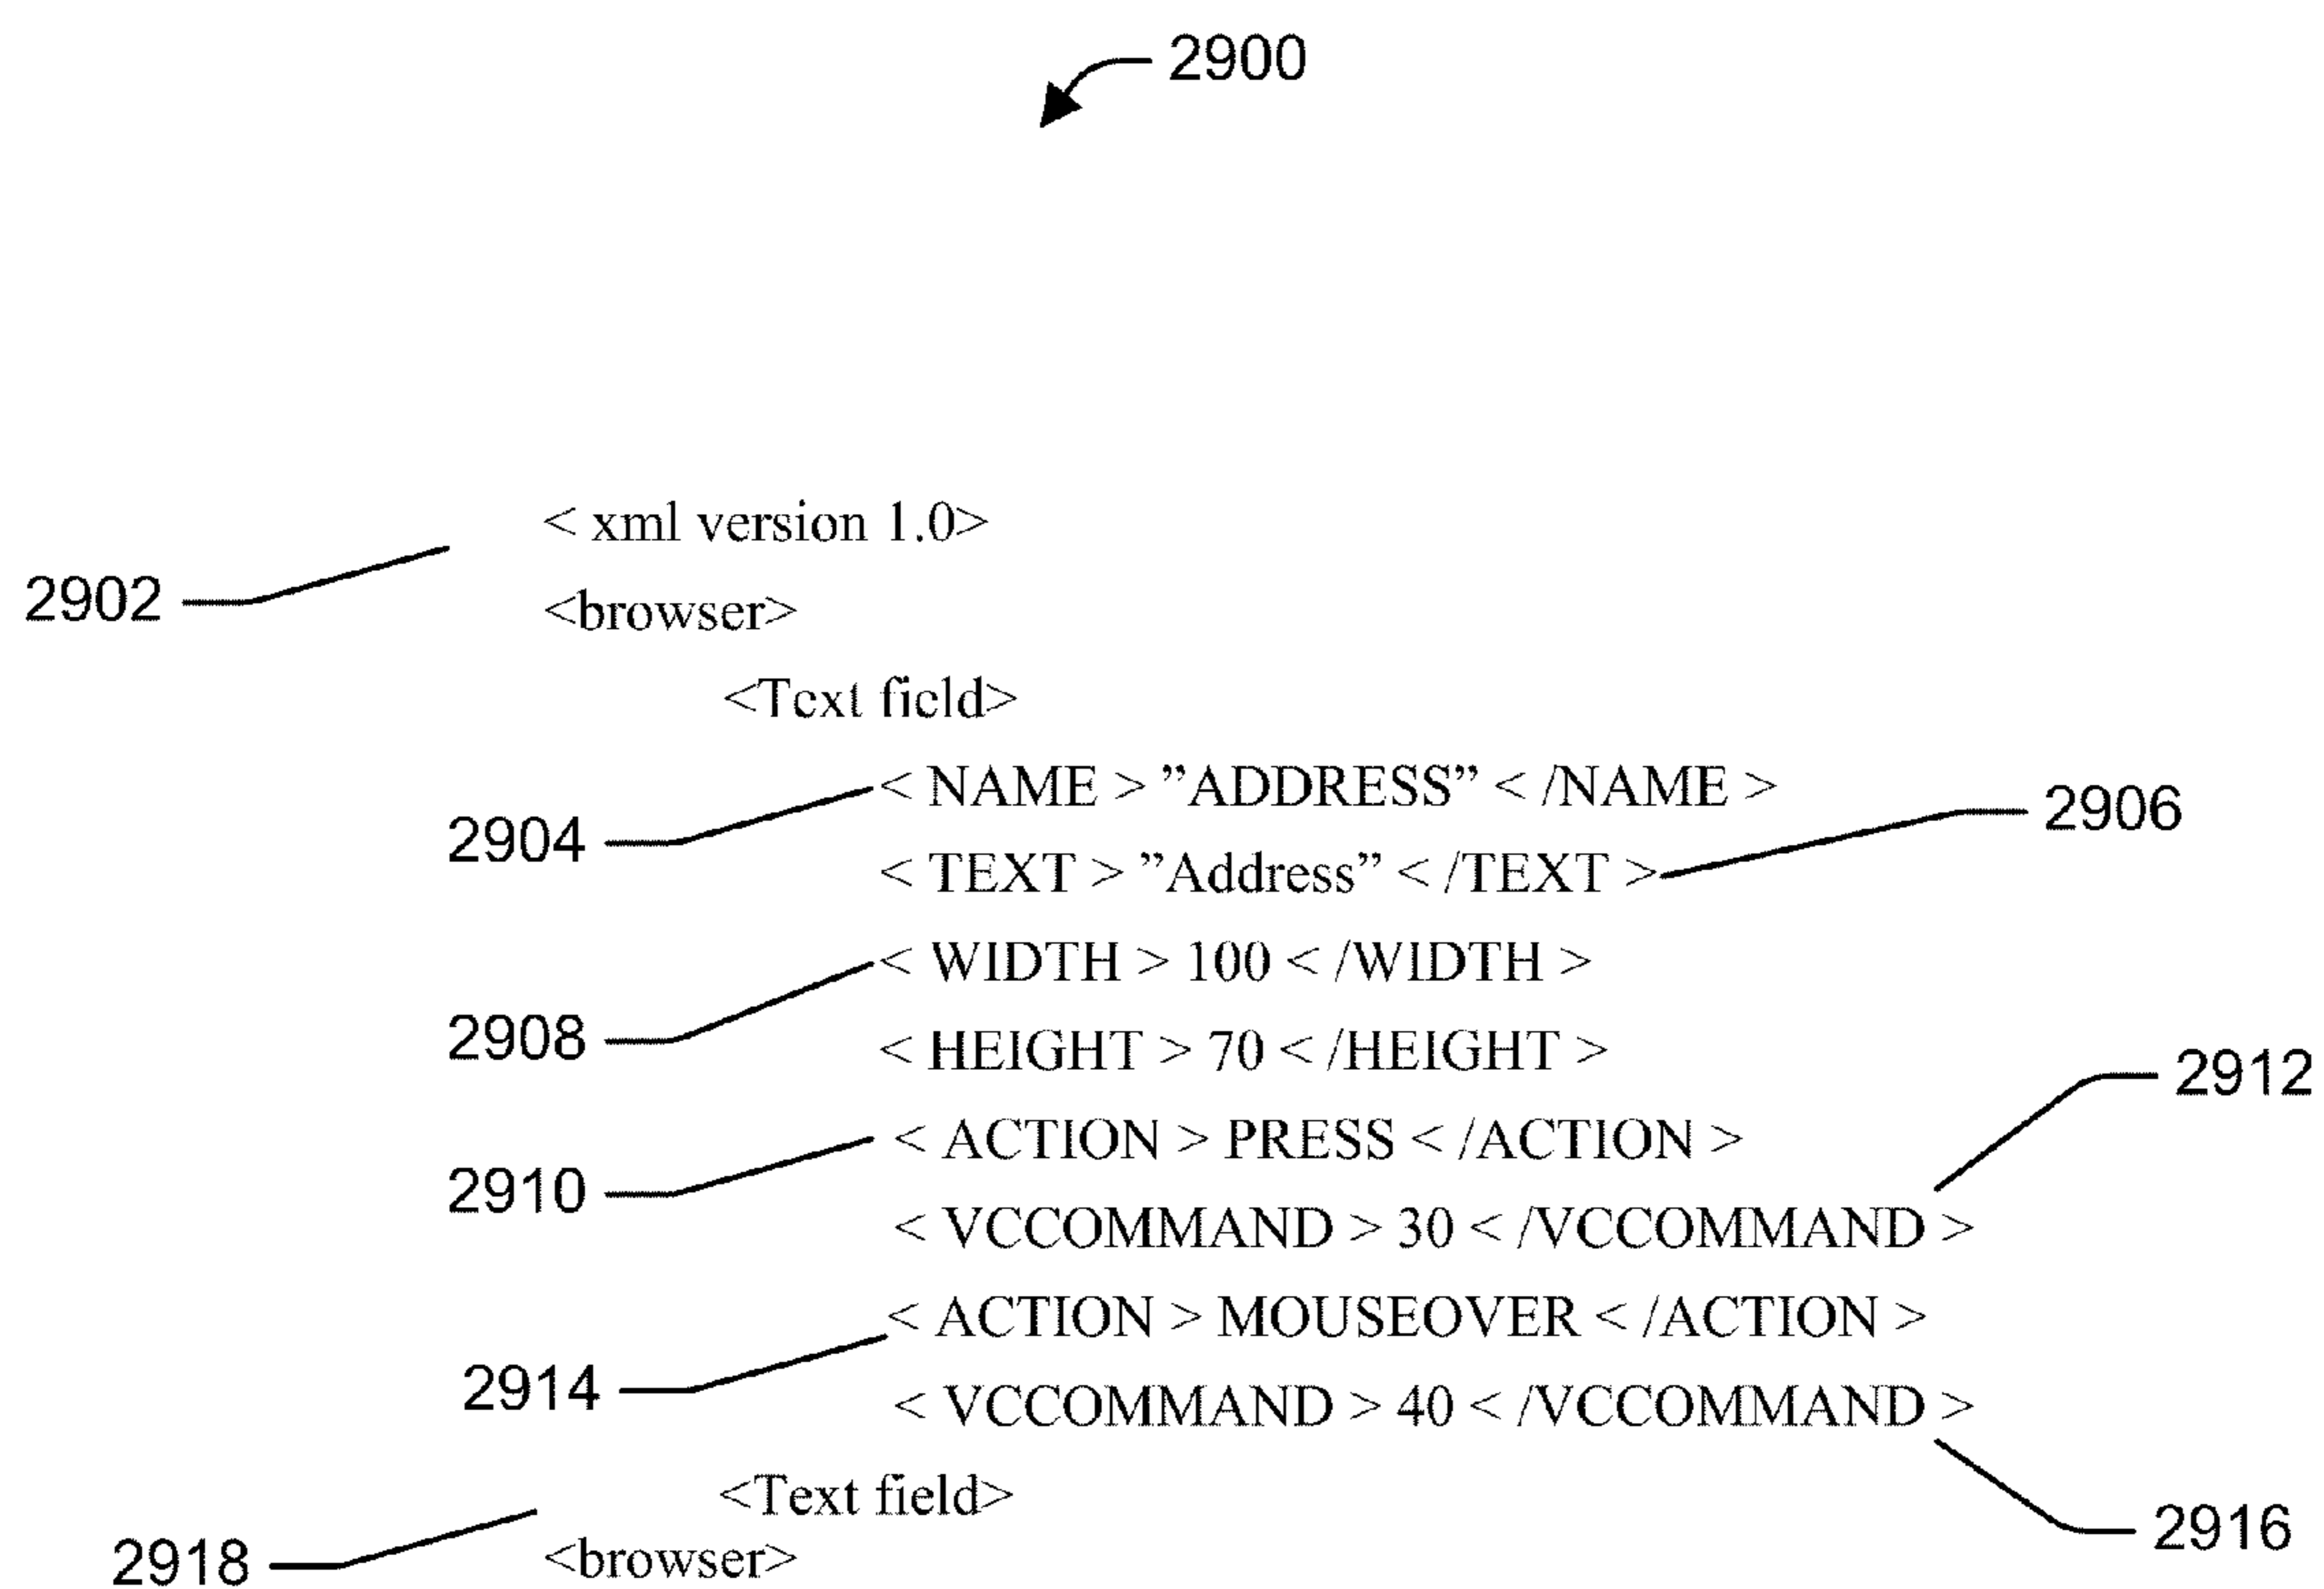 2900
< xml version 1.0>
2902
<browser>
<Text field>
< NAME > ”ADDRESS” < /NAME >
2904
2906
< TEXT > ”Address” < /TEXT >
< WIDTH > 100 < /WIDTH >
2908
< HEIGHT > 70 < /HEIGHT >
2912
< ACTION > PRESS < /ACTION >
2910
< VCCOMMAND > 30 < /VCCOMMAND >
< ACTION > MOUSEOVER < /ACTION >
2914
< VCCOMMAND > 40 < /VCCOMMAND >
<Text field>
2916
2918
<browser>